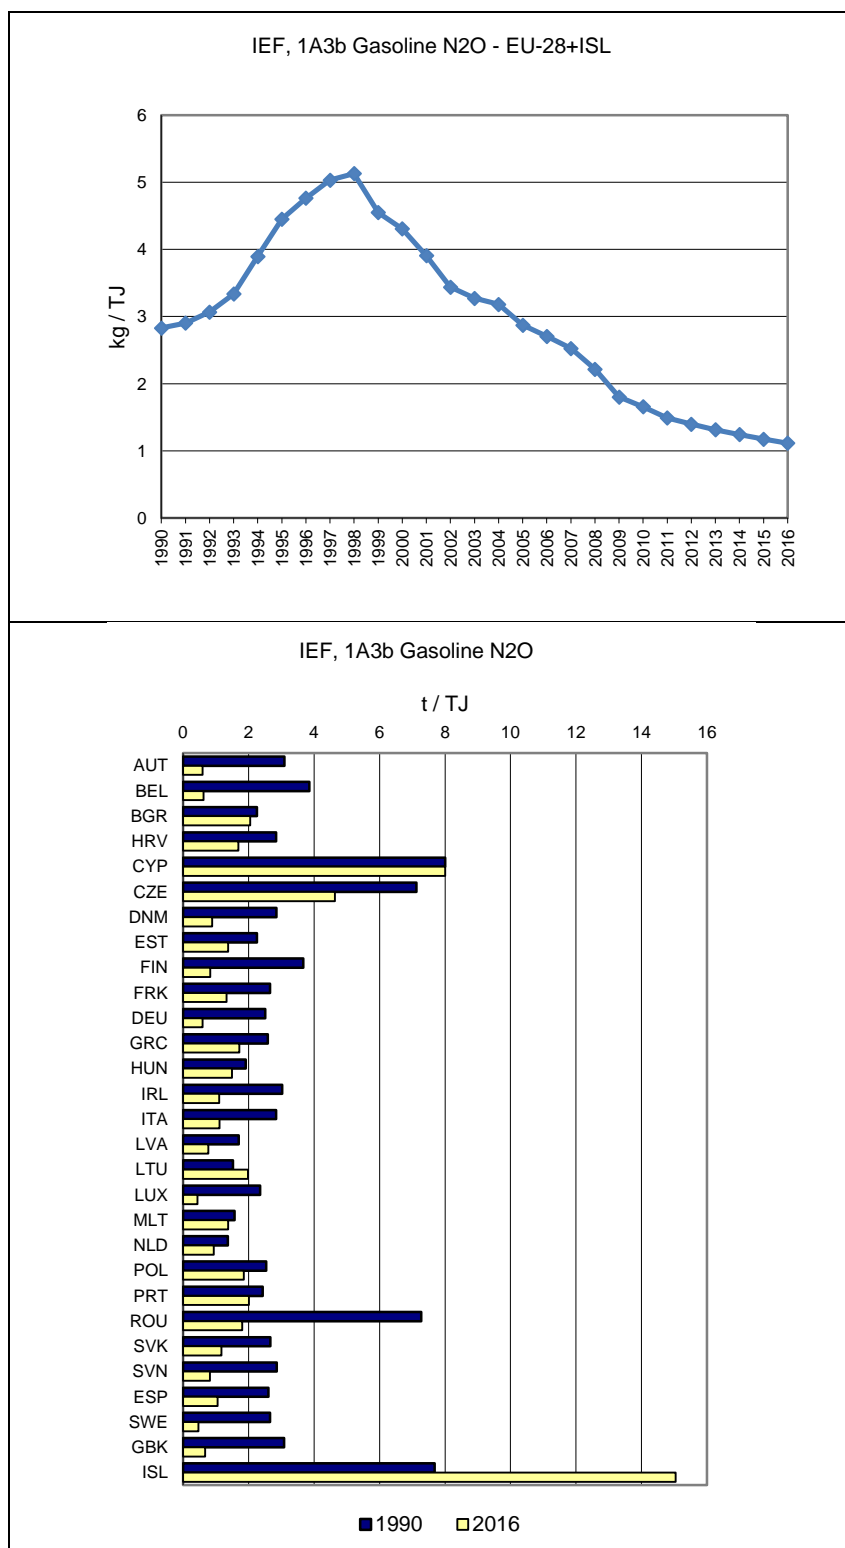 IEF, 1A3b Gasoline N2O - EU-28+ISL
6
5
4
3
2
1
0
kg / TJ
1990 1991 1992 1993 1994 1995 1996 1997 1998 1999 2000 2001 2002 2003 2004 2005 2006 2007 2008 2009 2010 2011 2012 2013 2014 2015 2016
IEF, 1A3b Gasoline N2O
t / TJ
0 2 4 6 8 10 12 14 16
AUT
BEL
BGR
HRV
CYP
CZE
DNM
EST
FIN
FRK
DEU
GRC
HUN
IRL
ITA
LVA
LTU
LUX
MLT
NLD
POL
PRT
ROU
SVK
SVN
ESP
SWE
GBK
ISL
1990 2016